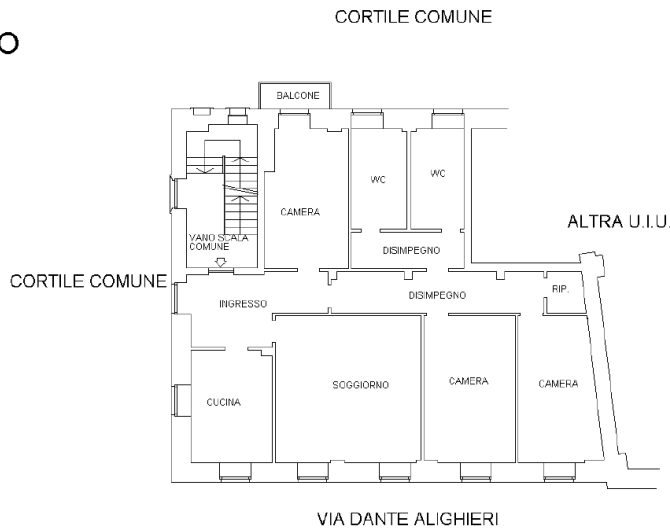 CORTILE COMUNE
O
BALCONE
WC
WC
CAMERA
ALTRA U.I.U.
VANO SCALA
COMUNE
DISIMPEGNO
CORTILE COMUNE
INGRESSO
DISIMPEGNO
RIP.
SOGGIORNO
CAMERA
CAMERA
CUCINA
VIA DANTE ALIGHIERI